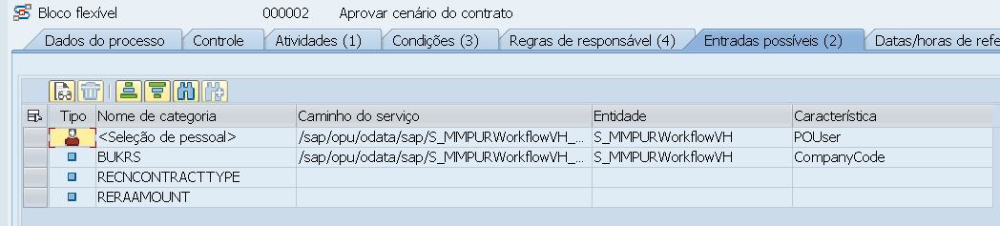 Bloco flexível 000002 Aprovar cenário do contrato
Dados do processo Controle Atividades (1) Condições (3) Regras de responsável (4) Entradas possíveis (2) Datas/horas de refe
Tipo Nome de categoria Caminho do serviço Entidade Característica
<Seleção de pessoal> /sap/opu/odata/sap/S_MMPURWorkflowVH_... S_MMPURWorkflowVH POUser
BUKRS /sap/opu/odata/sap/S_MMPURWorkflowVH_... S_MMPURWorkflowVH CompanyCode
RECNCONTRACTTYPE
RERAAMOUNT